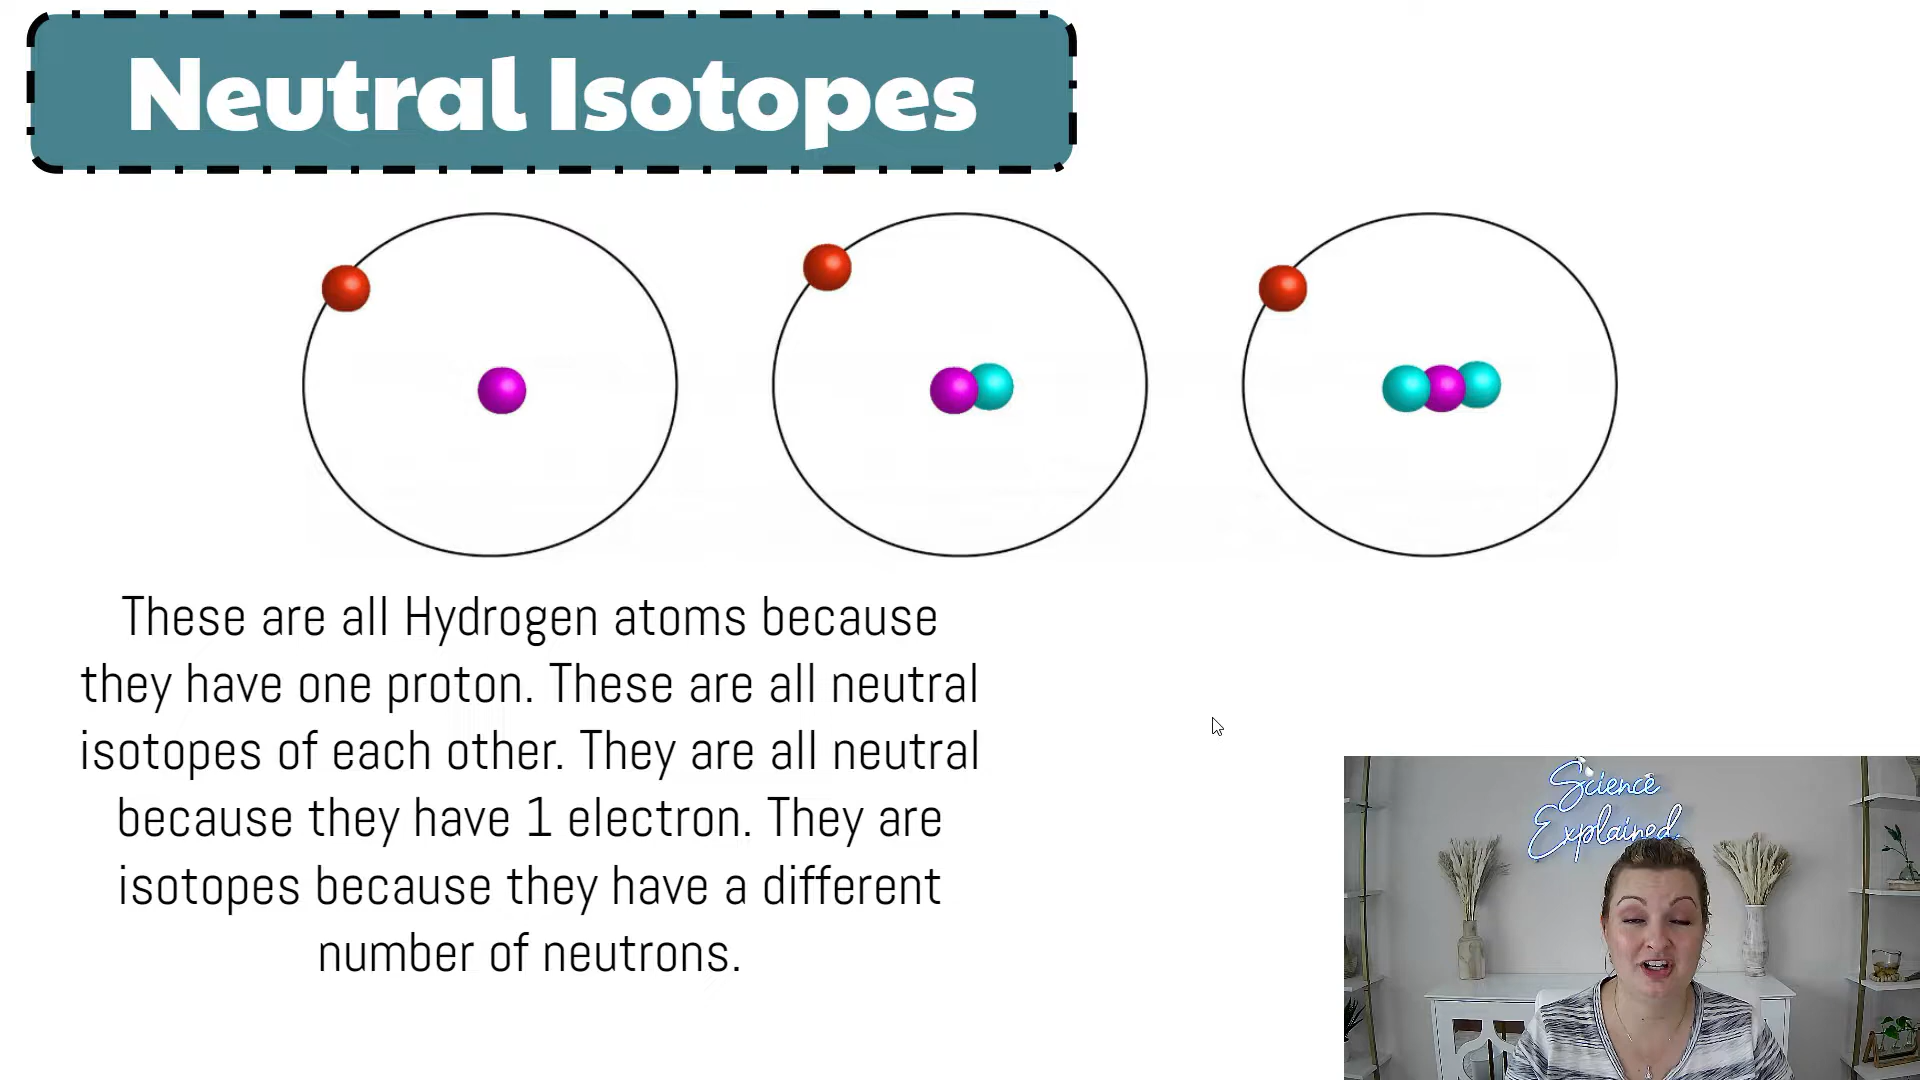 Neutral Isotopes
These are all Hydrogen atoms because
they have one proton. These are all neutral
isotopes of each other. They are all neutral
because they have 1 electron. They are
isotopes because they have a different
number of neutrons.
Science
Explained